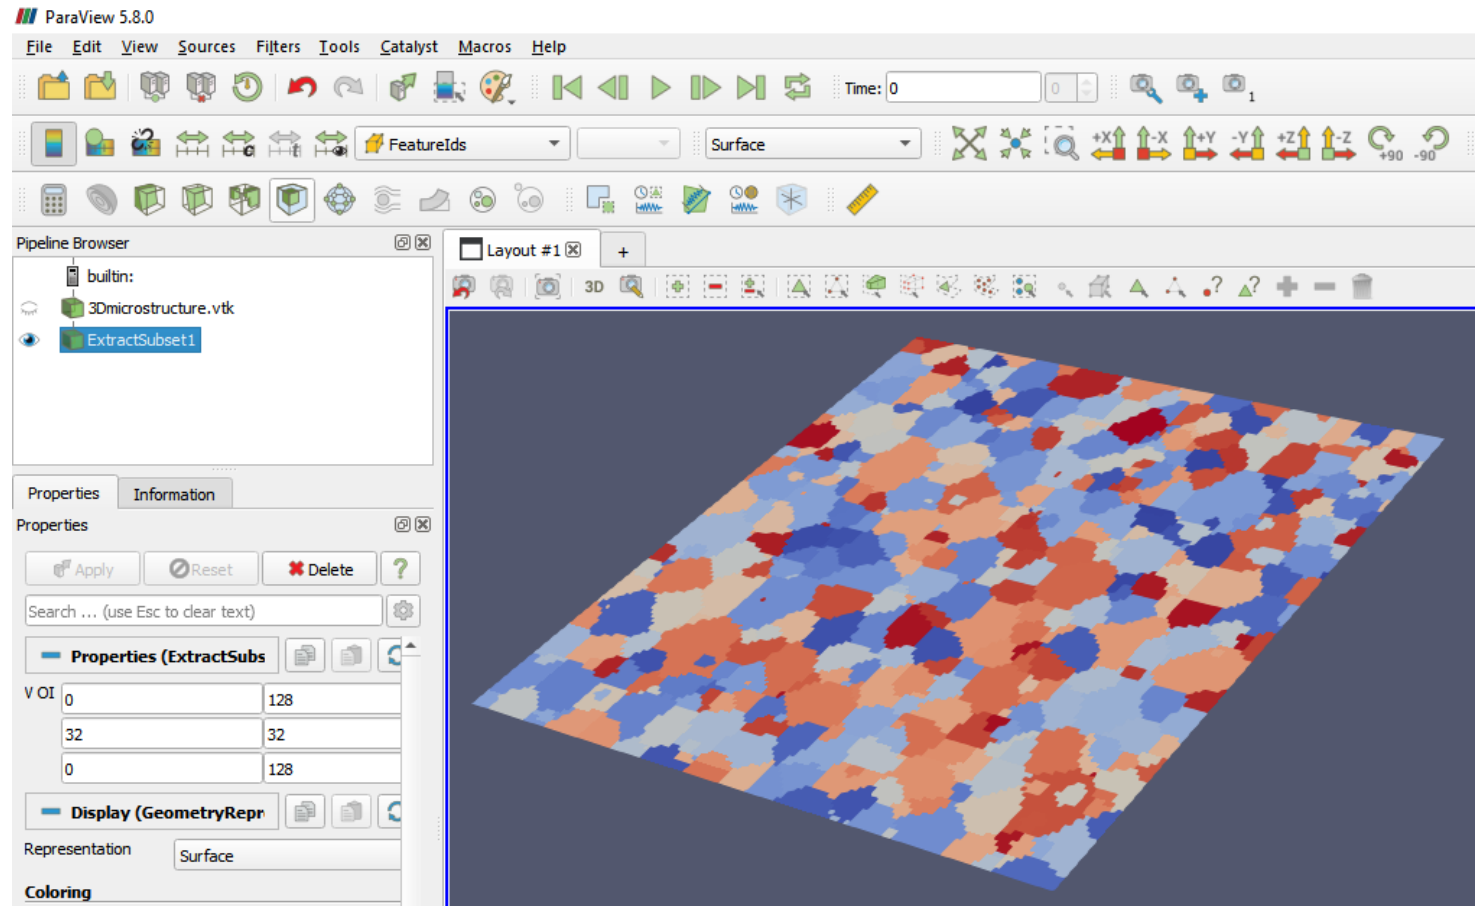 ParaView 5.8.0
File Edit View Sources Filters Tools Catalyst Macros Help
Time: 0 0 1
c t FeatureIds Surface +X -X +Y -Y +Z -Z +90 -90
Pipeline Browser
Layout #1 +
builtin:
3D ? ?
3Dmicrostructure.vtk
ExtractSubset1
Properties Information
Properties
Apply Reset Delete ?
Search ... (use Esc to clear text)
Properties (ExtractSubs
V OI 0 128
32 32
0 128
Display (GeometryRepr
Representation Surface
Coloring